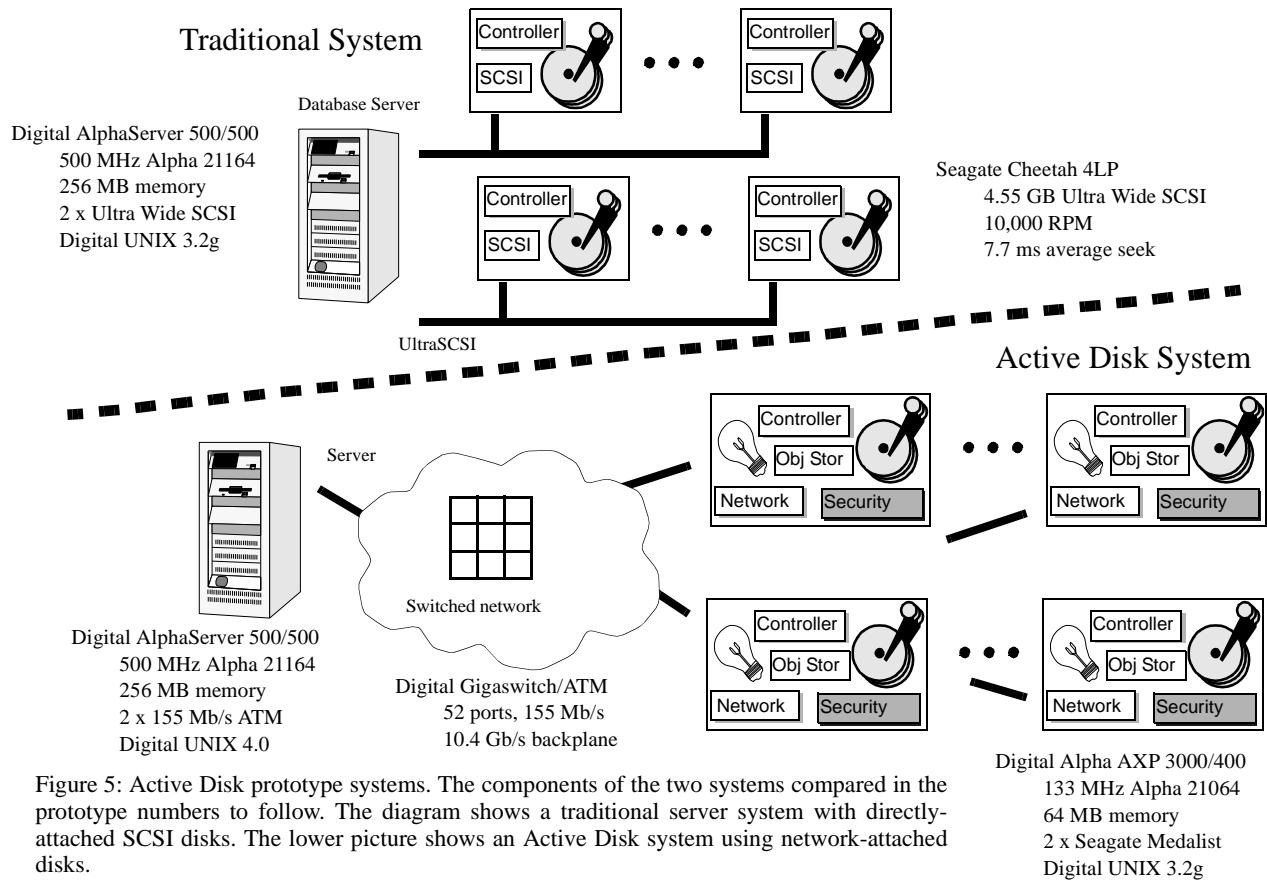 Traditional System
Controller
SCSI
Controller
SCSI
Database Server
Digital AlphaServer 500/500
500 MHz Alpha 21164
256 MB memory
2 x Ultra Wide SCSI
Digital UNIX 3.2g
Controller
SCSI
Controller
SCSI
Seagate Cheetah 4LP
4.55 GB Ultra Wide SCSI
10,000 RPM
7.7 ms average seek
UltraSCSI
Active Disk System
Server
Switched network
Controller
Obj Stor
Network
Security
Controller
Obj Stor
Network
Security
Controller
Obj Stor
Network
Security
Controller
Obj Stor
Network
Security
Digital AlphaServer 500/500
500 MHz Alpha 21164
256 MB memory
2 x 155 Mb/s ATM
Digital UNIX 4.0
Digital Gigaswitch/ATM
52 ports, 155 Mb/s
10.4 Gb/s backplane
Digital Alpha AXP 3000/400
133 MHz Alpha 21064
64 MB memory
2 x Seagate Medalist
Digital UNIX 3.2g
Figure 5: Active Disk prototype systems. The components of the two systems compared in the
prototype numbers to follow. The diagram shows a traditional server system with directly-
attached SCSI disks. The lower picture shows an Active Disk system using network-attached
disks.